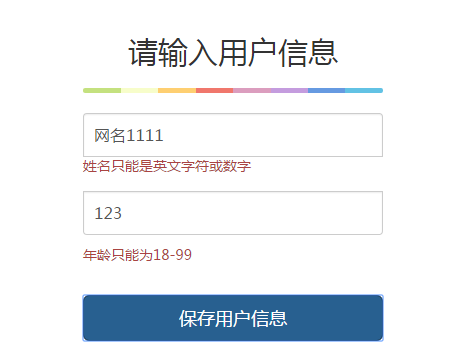 请输入用户信息
网名1111
姓名只能是英文字符或数字
123
年龄只能为18-99
保存用户信息